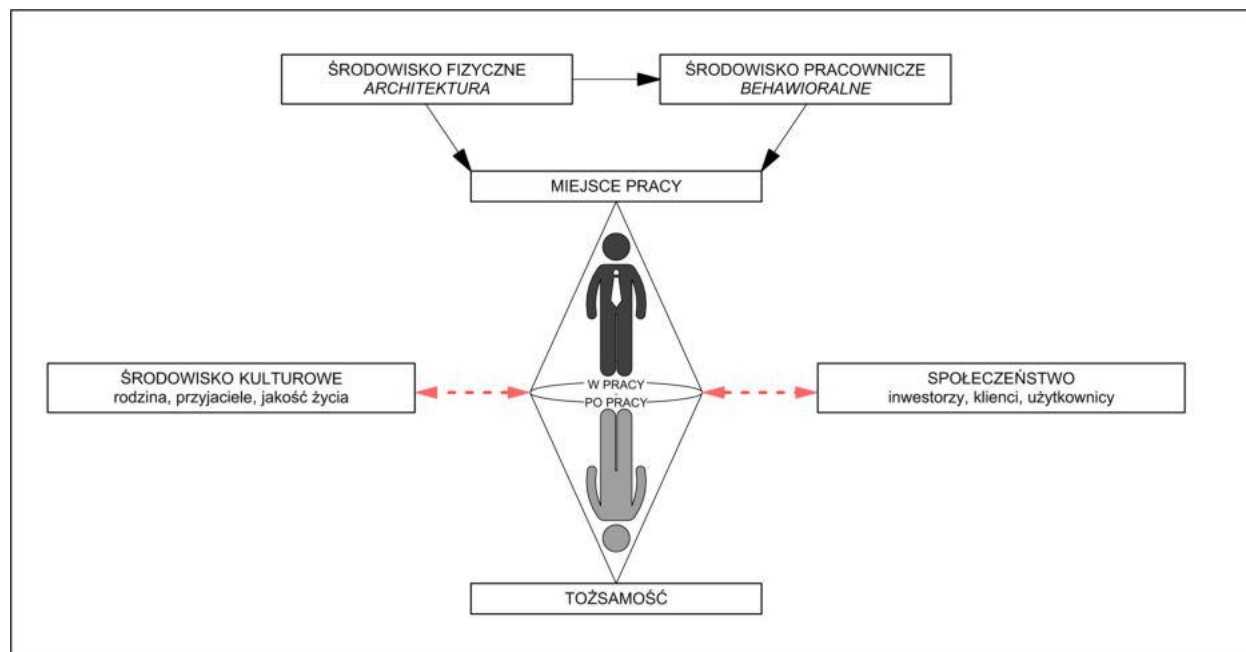 ŚRODOWISKO FIZYCZNE
ARCHITEKTURA
ŚRODOWISKO PRACOWNICZE
BEHAWIORALNE
MIEJSCE PRACY
W PRACY
PO PRACY
ŚRODOWISKO KULTUROWE
rodzina, przyjaciele, jakość życia
SPOŁECZEŃSTWO
inwestorzy, klienci, użytkownicy
TOŻSAMOŚĆ